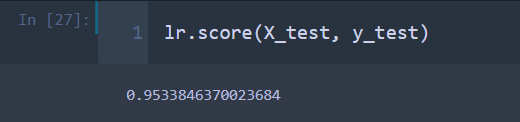 In [27]:
1 lr.score(X_test, y_test)
0.9533846370023684